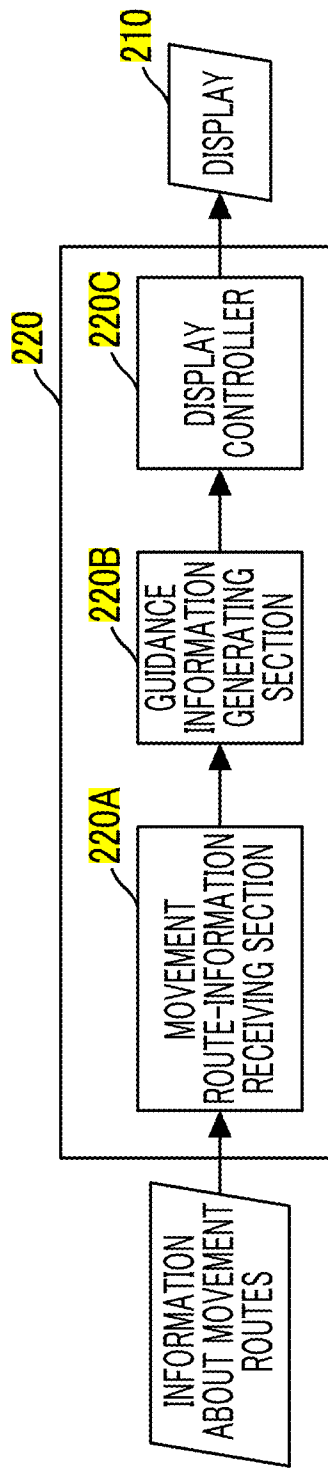 INFORMATION
ABOUT MOVEMENT
ROUTES
220
220A
MOVEMENT
ROUTE-INFORMATION
RECEIVING SECTION
220B
GUIDANCE
INFORMATION
GENERATING
SECTION
220C
DISPLAY
CONTROLLER
210
DISPLAY